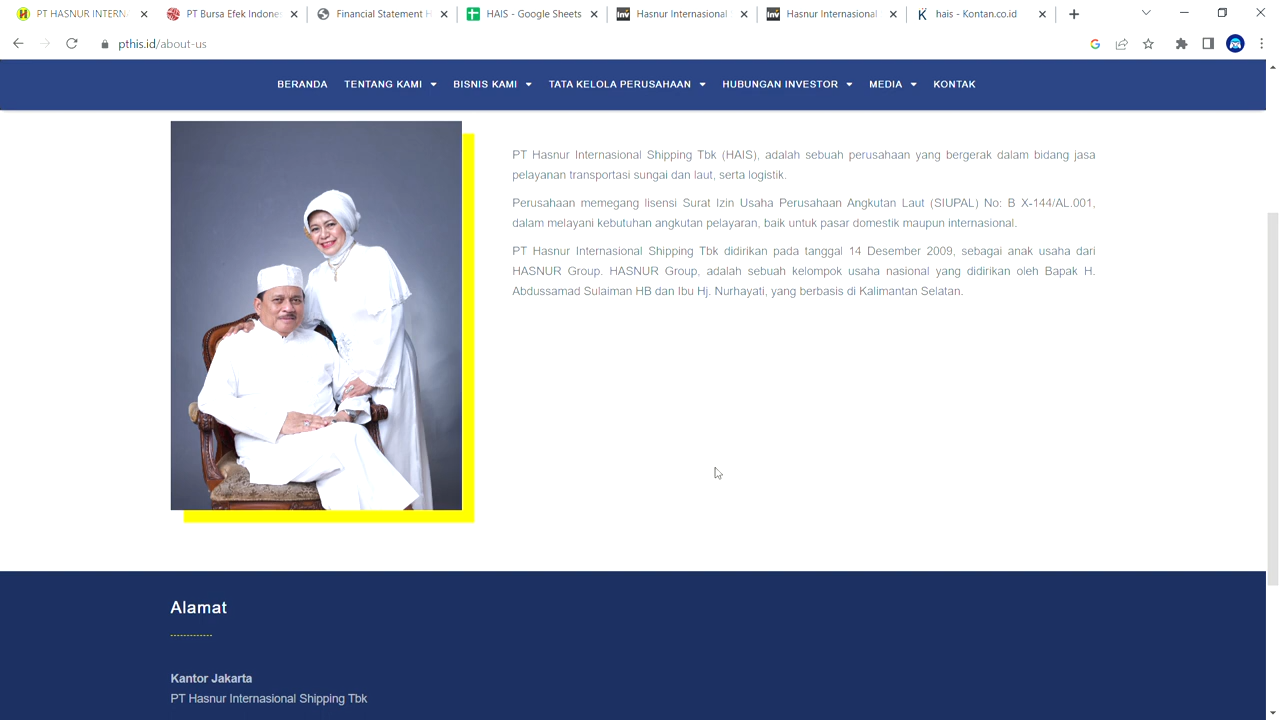 PT HASNUR INTERN
PT Bursa Efek Indone
Financial Statement H
HAIS - Google Sheets
Hasnur Internasional
Hasnur Internasional
hais - Kontan.co.id
pthis.id/about-us
BERANDA TENTANG KAMI BISNIS KAMI TATA KELOLA PERUSAHAAN HUBUNGAN INVESTOR MEDIA KONTAK
PT Hasnur Internasional Shipping Tbk (HAIS), adalah sebuah perusahaan yang bergerak dalam bidang jasa
pelayanan transportasi sungai dan laut, serta logistik.
Perusahaan memegang lisensi Surat Izin Usaha Perusahaan Angkutan Laut (SIUPAL) No: B X-144/AL.001,
dalam melayani kebutuhan angkutan pelayaran, baik untuk pasar domestik maupun internasional.
PT Hasnur Internasional Shipping Tbk didirikan pada tanggal 14 Desember 2009, sebagai anak usaha dari
HASNUR Group. HASNUR Group, adalah sebuah kelompok usaha nasional yang didirikan oleh Bapak H.
Abdussamad Sulaiman HB dan Ibu Hj. Nurhayati, yang berbasis di Kalimantan Selatan.
Alamat
Kantor Jakarta
PT Hasnur Internasional Shipping Tbk